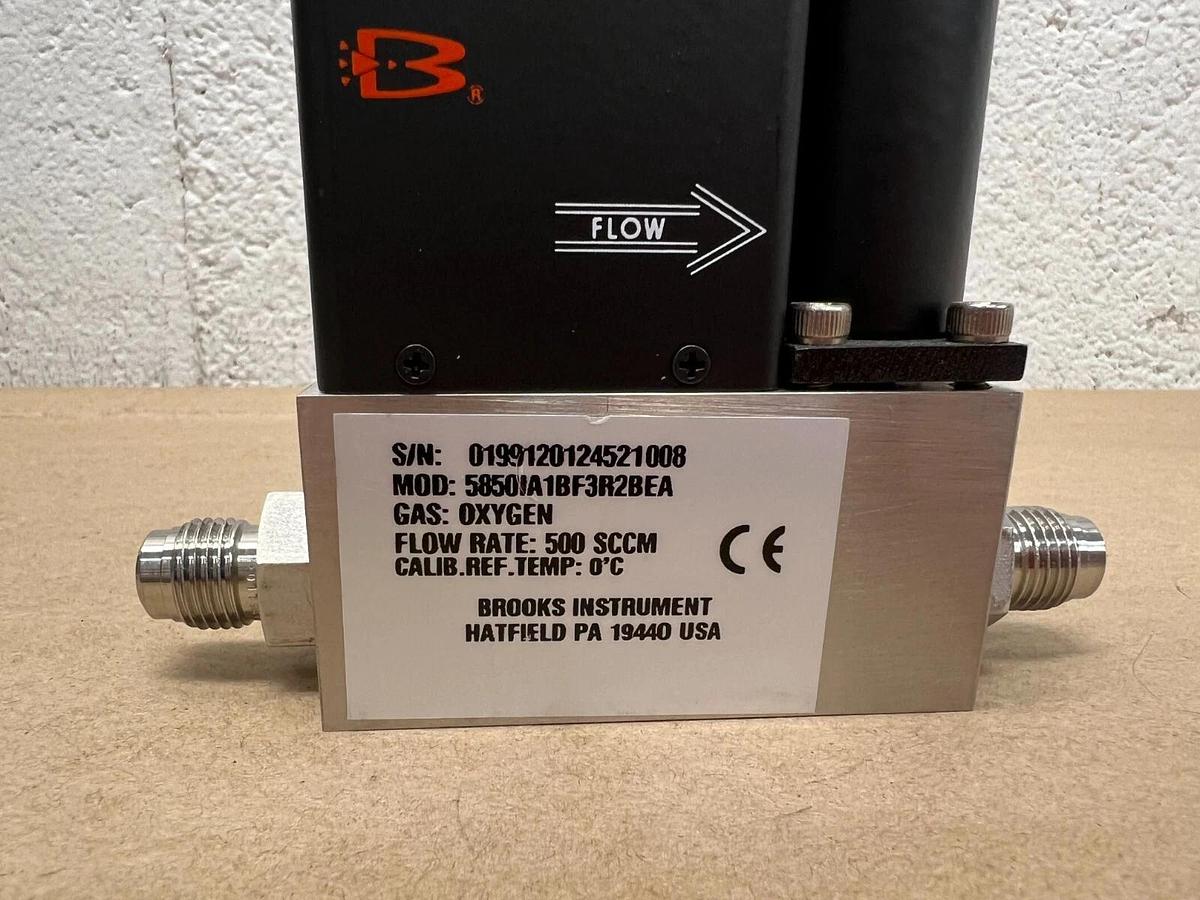 B®
FLOW
S/N: 0199120124521008
MOD: 5850IA1BF3R2BEA
GAS: OXYGEN
FLOW RATE: 500 SCCM
CALIB.REF.TEMP: 0°C
CE
BROOKS INSTRUMENT
HATFIELD PA 19440 USA